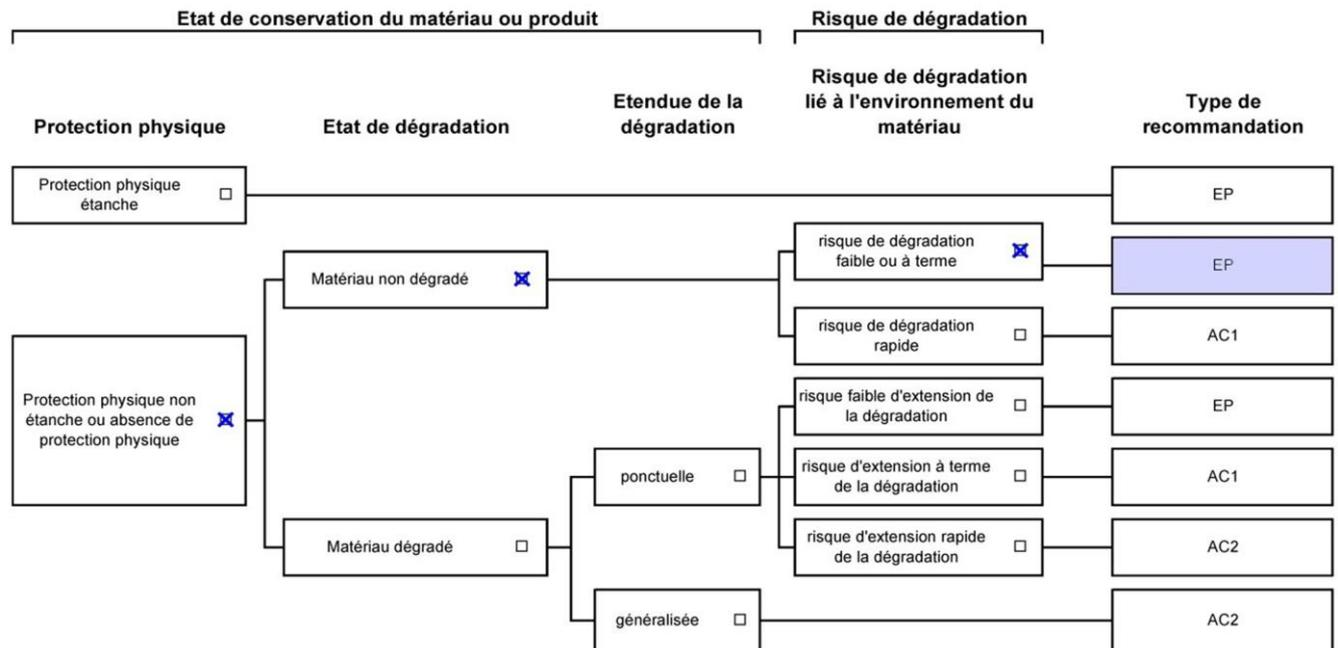 Etat de conservation du matériau ou produit
Risque de dégradation
Protection physique
Etat de dégradation
Etendue de la
dégradation
Risque de dégradation
lié à l'environnement du
matériau
Type de
recommandation
Protection physique
étanche
EP
risque de dégradation
faible ou à terme
EP
Matériau non dégradé
risque de dégradation
rapide
AC1
Protection physique non
étanche ou absence de
protection physique
risque faible d'extension de
la dégradation
EP
ponctuelle
risque d'extension à terme
de la dégradation
AC1
Matériau dégradé
risque d'extension rapide
de la dégradation
AC2
généralisée
AC2